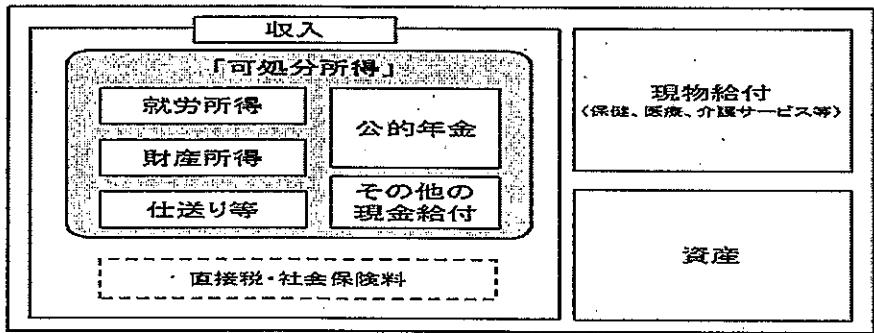 収入
「可処分所得」
就労所得
財産所得
仕送り等
公的年金
その他の
現金給付
直接税・社会保険料
現物給付
(保健、医療、介護サービス等)
資産